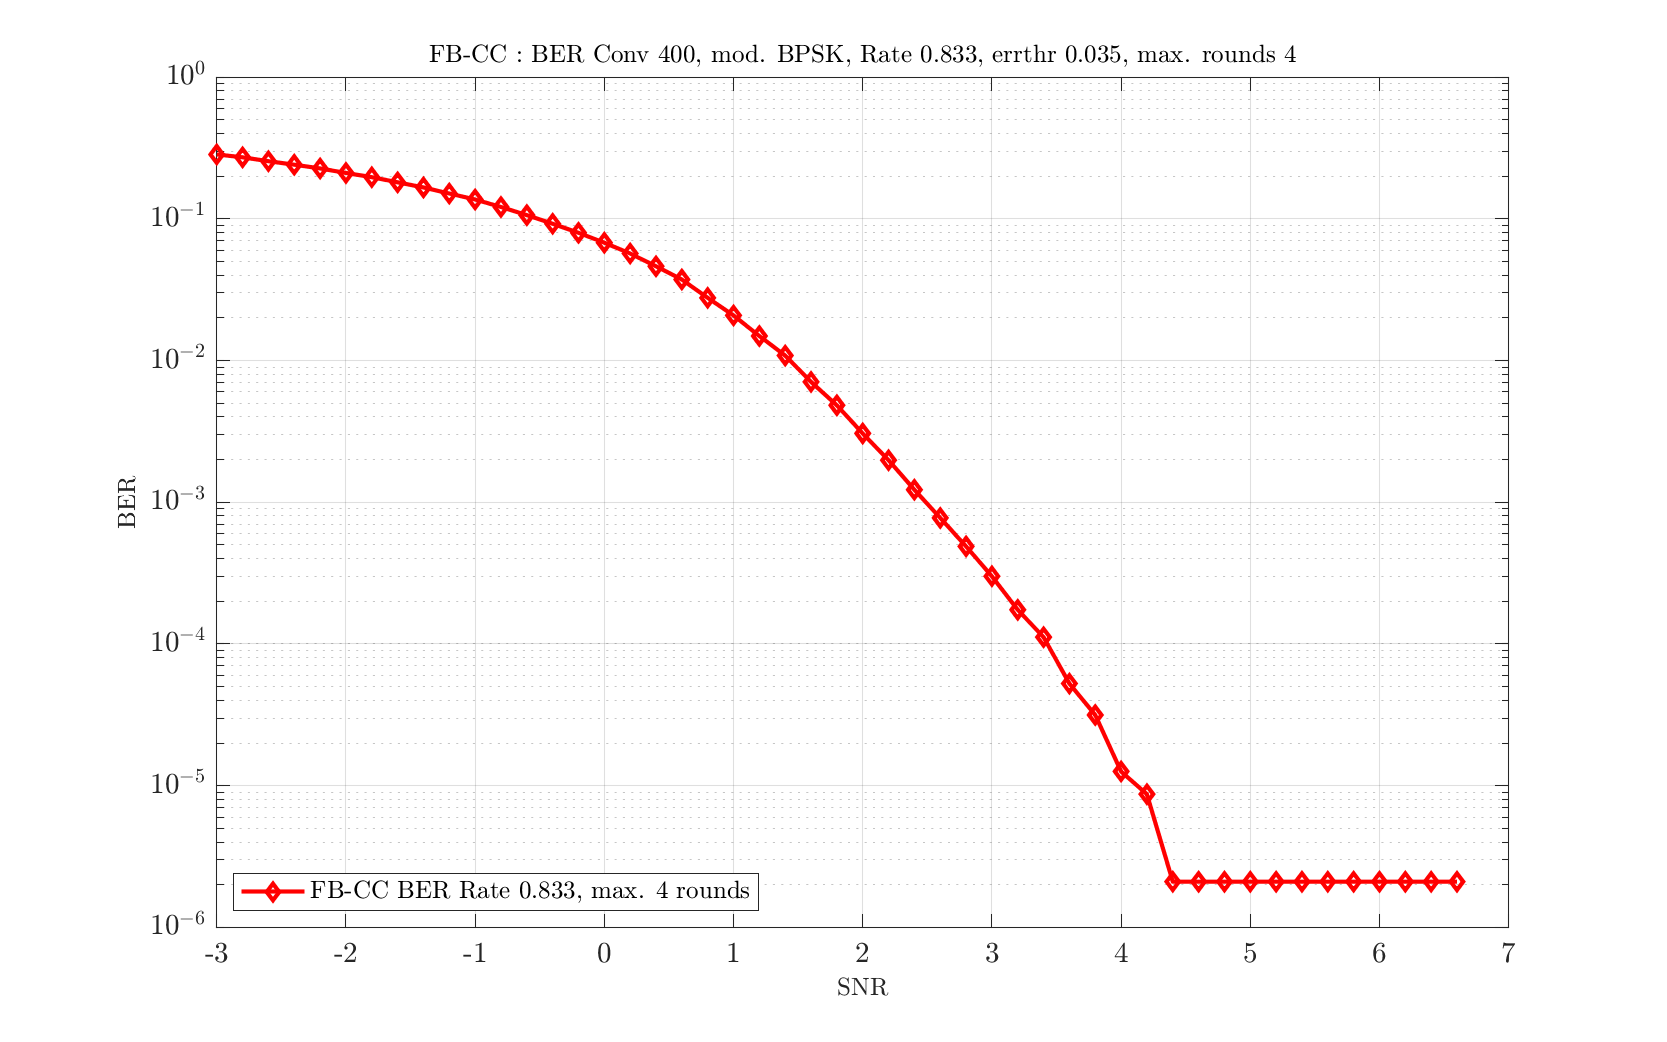 FB-CC : BER Conv 400, mod. BPSK, Rate 0.833, errthr 0.035, max. rounds 4
10^0
10^-1
10^-2
10^-3
10^-4
10^-5
10^-6
BER
FB-CC BER Rate 0.833, max. 4 rounds
-3 -2 -1 0 1 2 3 4 5 6 7
SNR